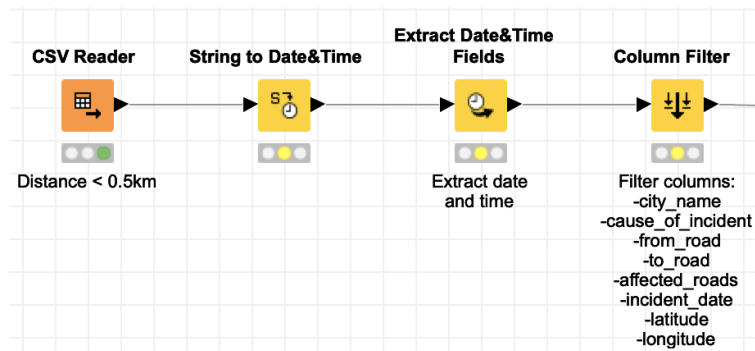 CSV Reader
String to Date&Time
Extract Date&Time
Fields
Column Filter
S
Distance < 0.5km
Extract date
and time
Filter columns:
-city_name
-cause_of_incident
-from_road
-to_road
-affected_roads
-incident_date
-latitude
-longitude